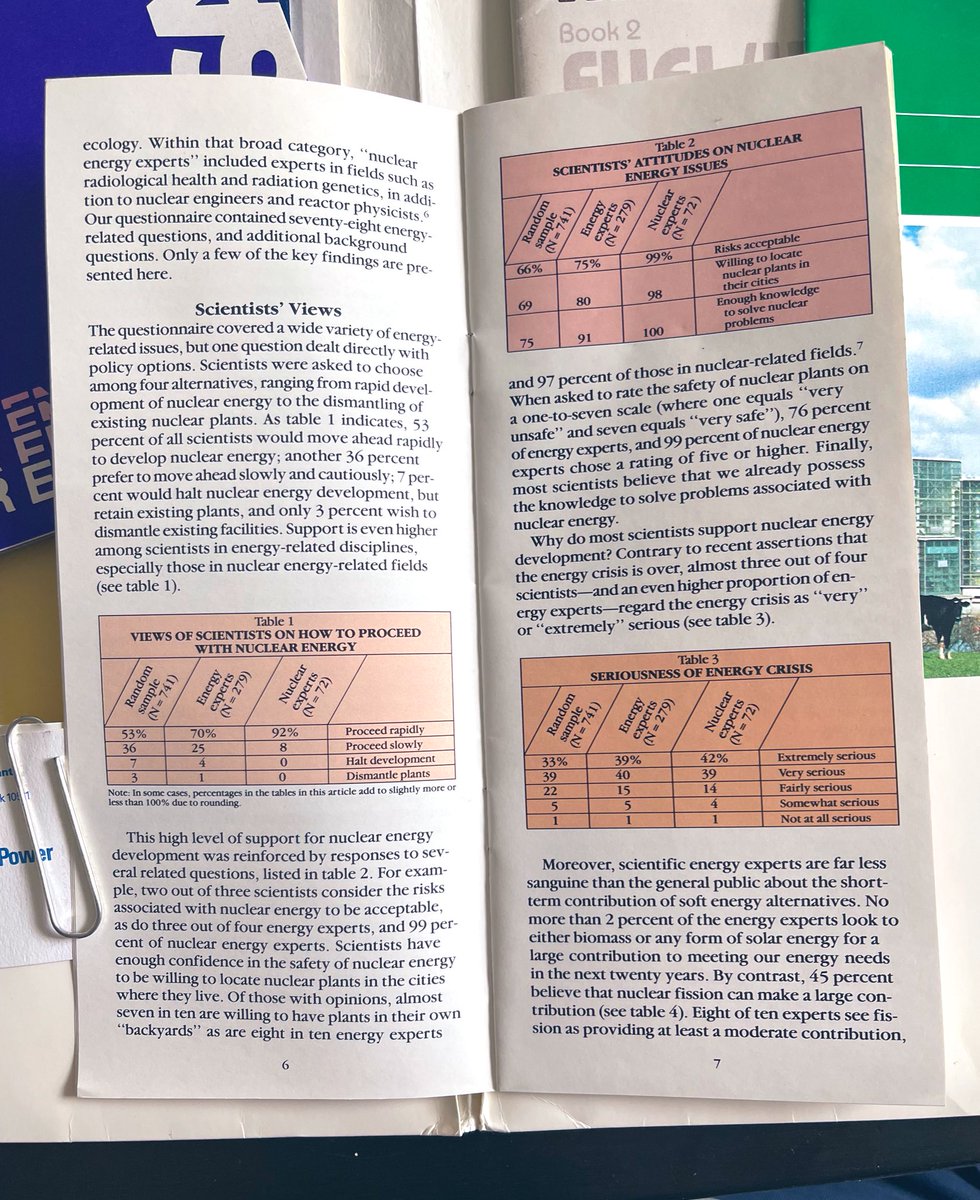 Book 2
ecology. Within that broad category, “nuclear
energy experts” included experts in fields such as
radiological health and radiation genetics, in addi-
tion to nuclear engineers and reactor physicists.6
Our questionnaire contained seventy-eight energy-
related questions, and additional background
questions. Only a few of the key findings are pre-
sented here.
Scientists’ Views
The questionnaire covered a wide variety of energy-
related issues, but one question dealt directly with
policy options. Scientists were asked to choose
among four alternatives, ranging from rapid devel-
opment of nuclear energy to the dismantling of
existing nuclear plants. As table 1 indicates, 53
percent of all scientists would move ahead rapidly
to develop nuclear energy; another 36 percent
prefer to move ahead slowly and cautiously; 7 per-
cent would halt nuclear energy development, but
retain existing plants, and only 3 percent wish to
dismantle existing facilities. Support is even higher
among scientists in energy-related disciplines,
especially those in nuclear energy-related fields
(see table 1).
Table 1
VIEWS OF SCIENTISTS ON HOW TO PROCEED
WITH NUCLEAR ENERGY
Random sample (N = 741) Energy experts (N = 279) Nuclear experts (N = 72)
53% 70% 92% Proceed rapidly
36 25 8 Proceed slowly
7 4 0 Halt development
3 1 0 Dismantle plants
Note: In some cases, percentages in the tables in this article add to slightly more or
less than 100% due to rounding.
This high level of support for nuclear energy
development was reinforced by responses to sev-
eral related questions, listed in table 2. For exam-
ple, two out of three scientists consider the risks
associated with nuclear energy to be acceptable,
as do three out of four energy experts, and 99 per-
cent of nuclear energy experts. Scientists have
enough confidence in the safety of nuclear energy
to be willing to locate nuclear plants in the cities
where they live. Of those with opinions, almost
seven in ten are willing to have plants in their own
“backyards” as are eight in ten energy experts
6
Table 2
SCIENTISTS’ ATTITUDES ON NUCLEAR
ENERGY ISSUES
Random sample (N = 741) Energy experts (N = 279) Nuclear experts (N = 72)
66% 75% 99% Risks acceptable
69 80 98 Willing to locate nuclear plants in their cities
75 91 100 Enough knowledge to solve nuclear problems
and 97 percent of those in nuclear-related fields.7
When asked to rate the safety of nuclear plants on
a one-to-seven scale (where one equals “very
unsafe” and seven equals “very safe”), 76 percent
of energy experts, and 99 percent of nuclear energy
experts chose a rating of five or higher. Finally,
most scientists believe that we already possess
the knowledge to solve problems associated with
nuclear energy.
Why do most scientists support nuclear energy
development? Contrary to recent assertions that
the energy crisis is over, almost three out of four
scientists—and an even higher proportion of en-
ergy experts—regard the energy crisis as “very”
or “extremely” serious (see table 3).
Table 3
SERIOUSNESS OF ENERGY CRISIS
Random sample (N = 741) Energy experts (N = 279) Nuclear experts (N = 72)
33% 39% 42% Extremely serious
39 40 39 Very serious
22 15 14 Fairly serious
5 5 4 Somewhat serious
1 1 1 Not at all serious
Moreover, scientific energy experts are far less
sanguine than the general public about the short-
term contribution of soft energy alternatives. No
more than 2 percent of the energy experts look to
either biomass or any form of solar energy for a
large contribution to meeting our energy needs
in the next twenty years. By contrast, 45 percent
believe that nuclear fission can make a large con-
tribution (see table 4). Eight of ten experts see fis-
sion as providing at least a moderate contribution,
7
Power